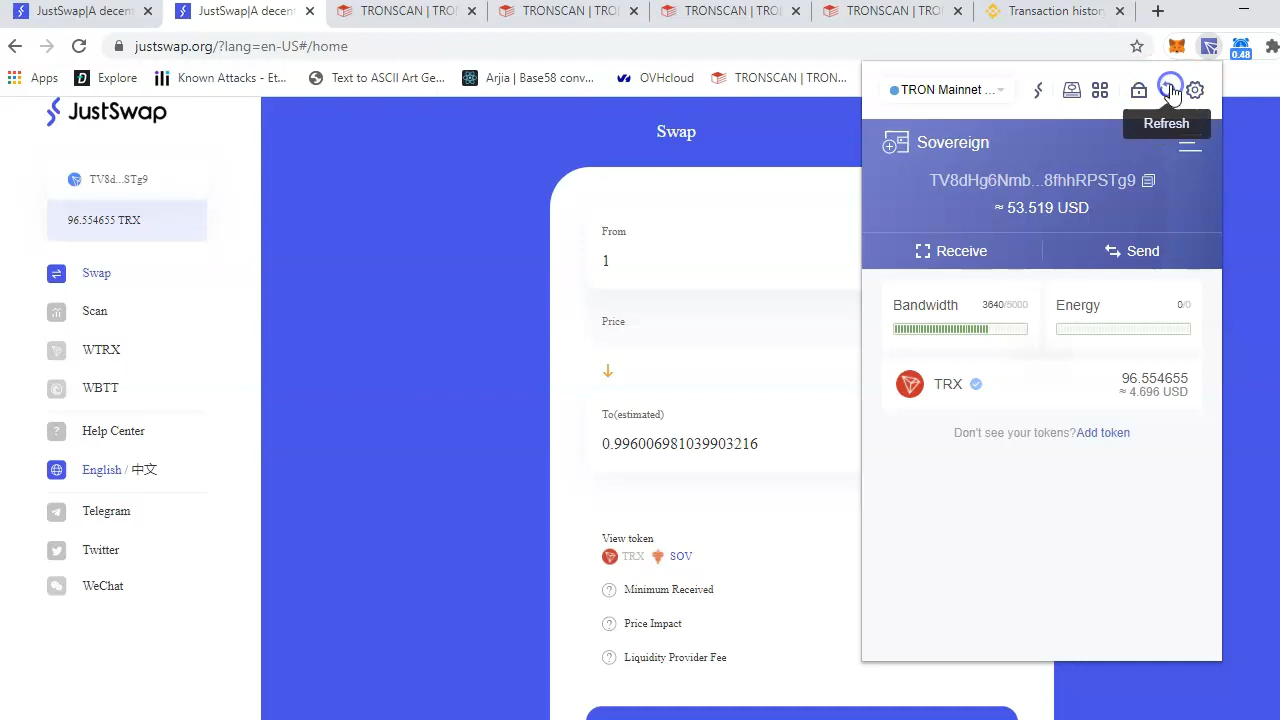 JustSwap|A decent
JustSwap|A decent
TRONSCAN | TRO
TRONSCAN | TRO
TRONSCAN | TRO
TRONSCAN | TRO
Transaction history
justswap.org/?lang=en-US#/home
0.48
Apps
Explore
Known Attacks - Et...
Text to ASCII Art Ge...
Arjia | Base58 conv...
OVHcloud
TRONSCAN | TRON...
JustSwap
TV8d...STg9
96.554655 TRX
Swap
Scan
WTRX
WBTT
Help Center
English / 中文
Telegram
Twitter
WeChat
Swap
From
1
Price
To(estimated)
0.996006981039903216
View token
TRX SOV
Minimum Received
Price Impact
Liquidity Provider Fee
TRON Mainnet ...
Refresh
Sovereign
TV8dHg6Nmb...8fhhRPSTg9
≈ 53.519 USD
Receive
Send
Bandwidth 3640/5000
Energy 0/0
TRX 96.554655
≈ 4.696 USD
Don't see your tokens?Add token